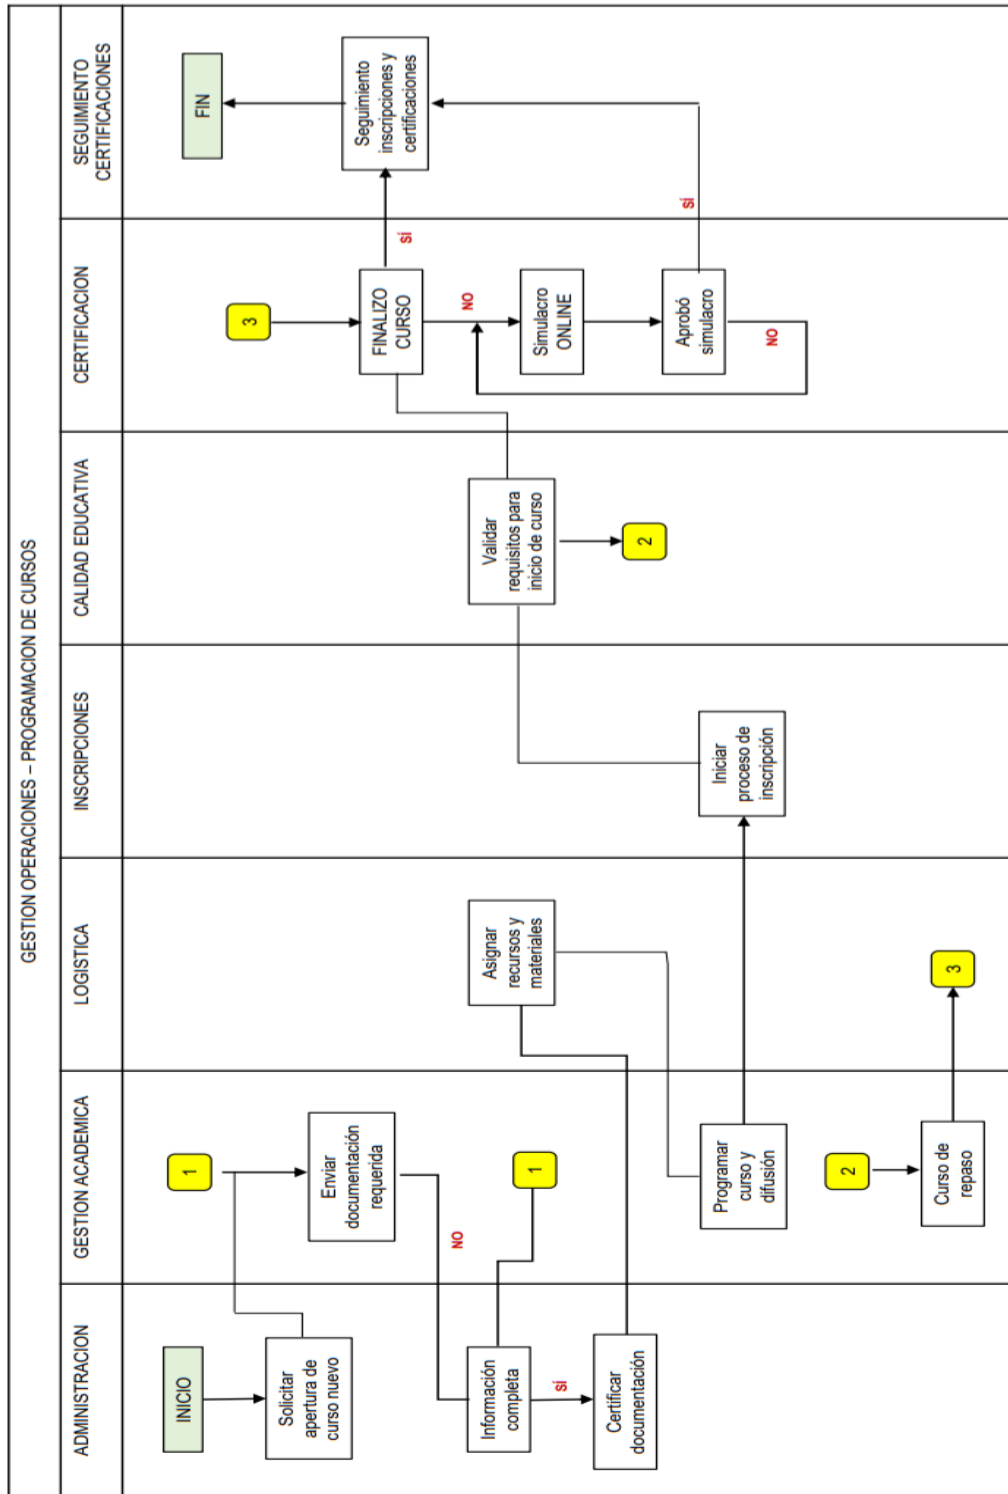 GESTION OPERACIONES – PROGRAMACION DE CURSOS
ADMINISTRACION
GESTION ACADEMICA
LOGISTICA
INSCRIPCIONES
CALIDAD EDUCATIVA
CERTIFICACION
SEGUIMIENTO
CERTIFICACIONES
INICIO
Solicitar
apertura de
curso nuevo
Información
completa
SÍ
Certificar
documentación
1
Enviar
documentación
requerida
NO
1
Programar
curso y
difusión
2
Curso de
repaso
Asignar
recursos y
materiales
3
Iniciar
proceso de
inscripción
Validar
requisitos para
inicio de curso
2
3
FINALIZO
CURSO
SÍ
NO
Simulacro
ONLINE
Aprobó
simulacro
SÍ
NO
FIN
Seguimiento
inscripciones y
certificaciones